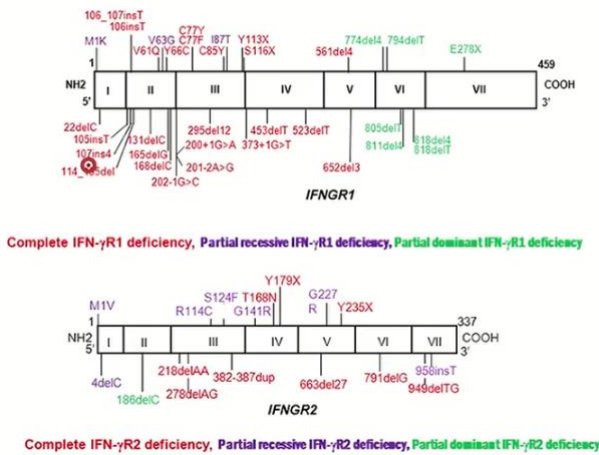 106_107insT
106insT
M1K
V63G
V61Q
Y66C
C77Y
C77F
C85Y
I87T
Y113X
S116X
561del4
774del4
794delT
E278X
1
459
NH2
I
II
III
IV
V
VI
VII
COOH
5'
3'
22delC
105insT
107ins4
131delC
165delG
168delC
202-1G>C
201-2A>G
200+1G>A
295del12
373+1G>T
453delT
523delT
652del3
805delT
811del4
818del4
818delT
IFNGR1
Complete IFN-γR1 deficiency, Partial recessive IFN-γR1 deficiency, Partial dominant IFN-γR1 deficiency
M1V
R114C
S124F
G141R
T168N
Y179X
G227
R
Y235X
1
337
NH2
I
II
III
IV
V
VI
VII
COOH
5'
3'
4delC
186delC
218delAA
278delAG
382-387dup
663del27
791delG
958insT
949delTG
IFNGR2
Complete IFN-γR2 deficiency, Partial recessive IFN-γR2 deficiency, Partial dominant IFN-γR2 deficiency